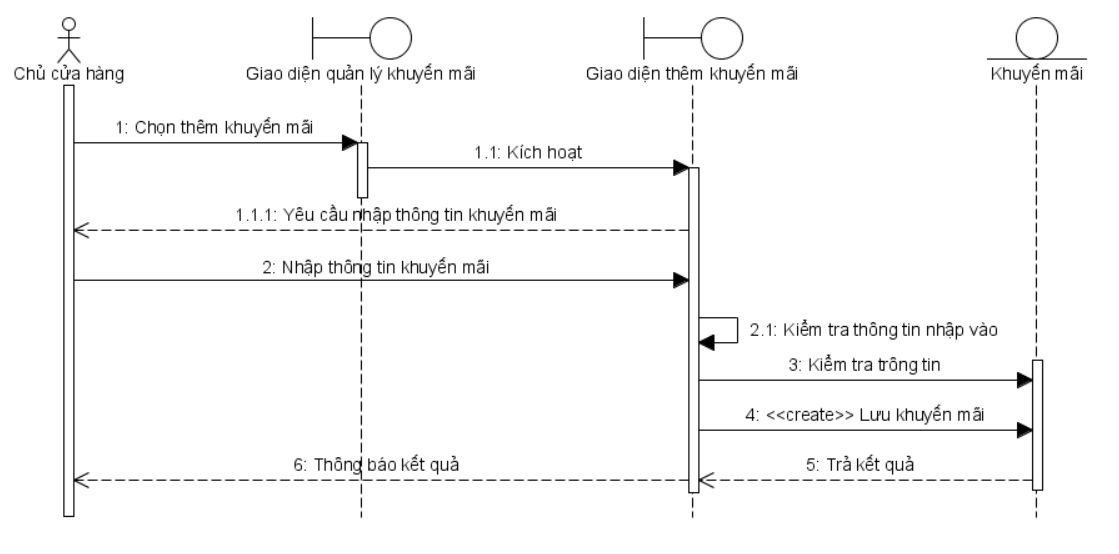 Chủ cửa hàng
Giao diện quản lý khuyến mãi
Giao diện thêm khuyến mãi
Khuyến mãi
1: Chọn thêm khuyến mãi
1.1: Kích hoạt
1.1.1: Yêu cầu nhập thông tin khuyến mãi
2: Nhập thông tin khuyến mãi
2.1: Kiểm tra thông tin nhập vào
3: Kiểm tra trông tin
4: <<create>> Lưu khuyến mãi
6: Thông báo kết quả
5: Trả kết quả